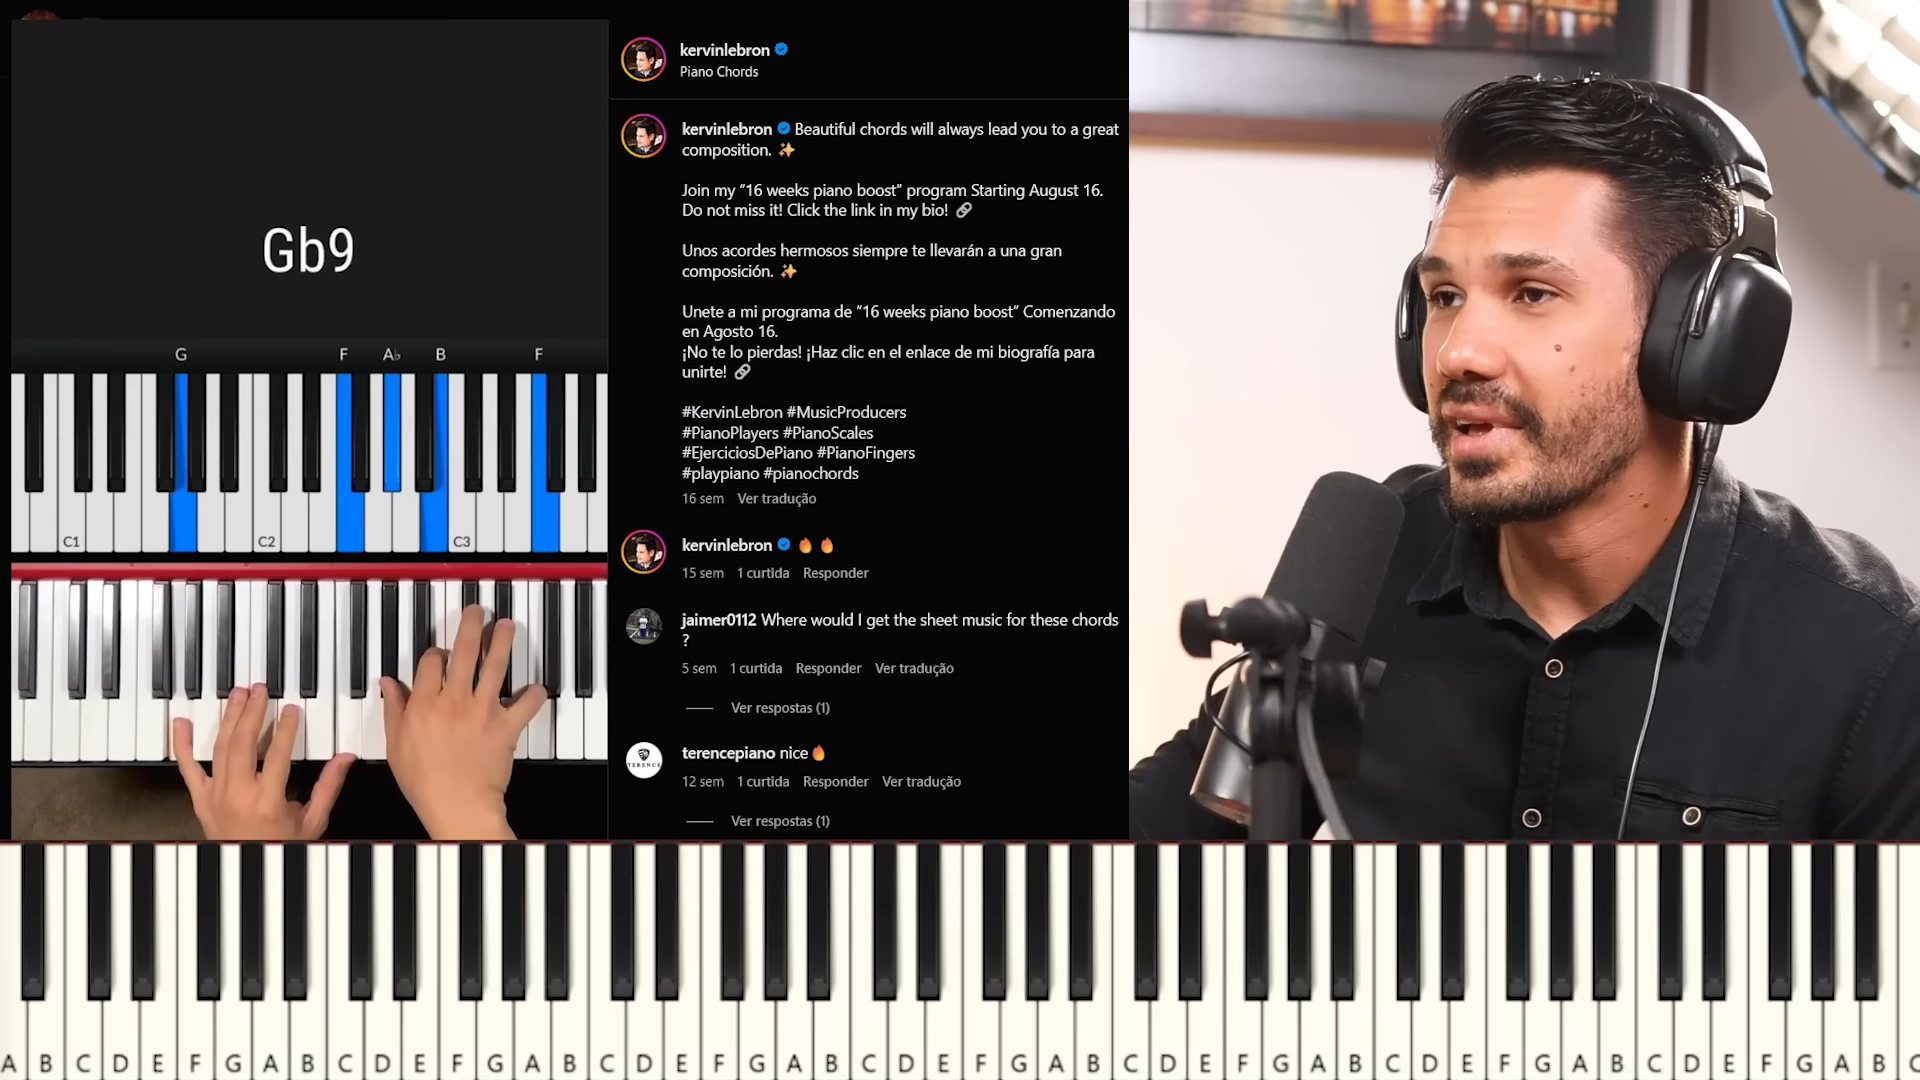 kervinlebron
Piano Chords
Gb9
G F A♭ B F
C1 C2 C3
kervinlebron Beautiful chords will always lead you to a great
composition. ✨
Join my "16 weeks piano boost" program Starting August 16.
Do not miss it! Click the link in my bio! 🔗
Unos acordes hermosos siempre te llevarán a una gran
composición. ✨
Unete a mi programa de "16 weeks piano boost" Comenzando
en Agosto 16.
¡No te lo pierdas! ¡Haz clic en el enlace de mi biografía para
unirte! 🔗
#KervinLebron #MusicProducers
#PianoPlayers #PianoScales
#EjerciciosDePiano #PianoFingers
#playpiano #pianochords
16 sem Ver tradução
kervinlebron 🔥 🔥
15 sem 1 curtida Responder
jaimer0112 Where would I get the sheet music for these chords
?
5 sem 1 curtida Responder Ver tradução
Ver respostas (1)
terencepiano nice🔥
TERENCE
12 sem 1 curtida Responder Ver tradução
Ver respostas (1)
A B C D E F G A B C D E F G A B C D E F G A B C D E F G A B C D E F G A B C D E F G A B C D E F G A B C